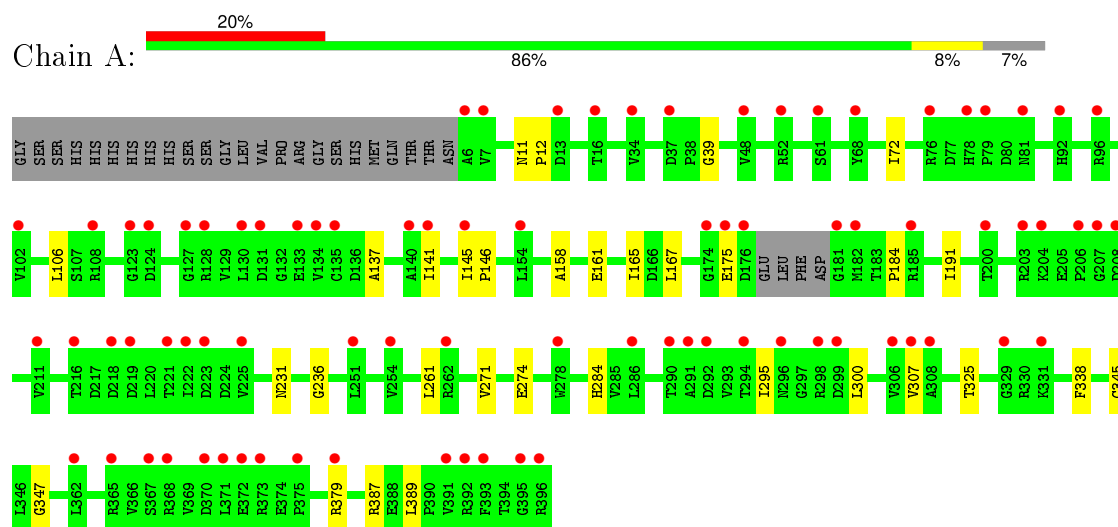 20%
Chain A:
86% 8% 7%
GLY SER SER HIS HIS HIS HIS HIS HIS SER SER GLY LEU VAL PRO ARG GLY SER HIS MET GLN THR THR ASN A6 V7 N11 P12 D13 T16 V34 D37 P38 G39 V48 R52 S61 Y68 I72 R76 D77 H78 P79 D80 N81 H92 R96
V102 L106 S107 R108 G123 D124 G127 R128 V129 L130 D131 G132 E133 V134 C135 D136 A137 A140 I141 I145 P146 L154 A158 E161 I165 D166 L167 G174 E175 D176 GLU LEU PHE ASP G181 M182 T183 P184 R185 I191 T200 R203 K204 E205 P206 G207
V211 T216 D217 D218 D219 L220 T221 I222 D223 D224 V225 N231 G236 L251 V254 L261 R262 V271 E274 W278 H284 V285 L286 T290 A291 D292 V293 T294 I295 N296 G297 R298 D299 L300 V306 V307 A308 T325 G329 R330 K331 F338
L346 G347 L362 R365 V366 S367 R368 V369 D370 L371 E372 R373 E374 P375 R379 R387 E388 L389 P390 V391 R392 F393 T394 G395 R396